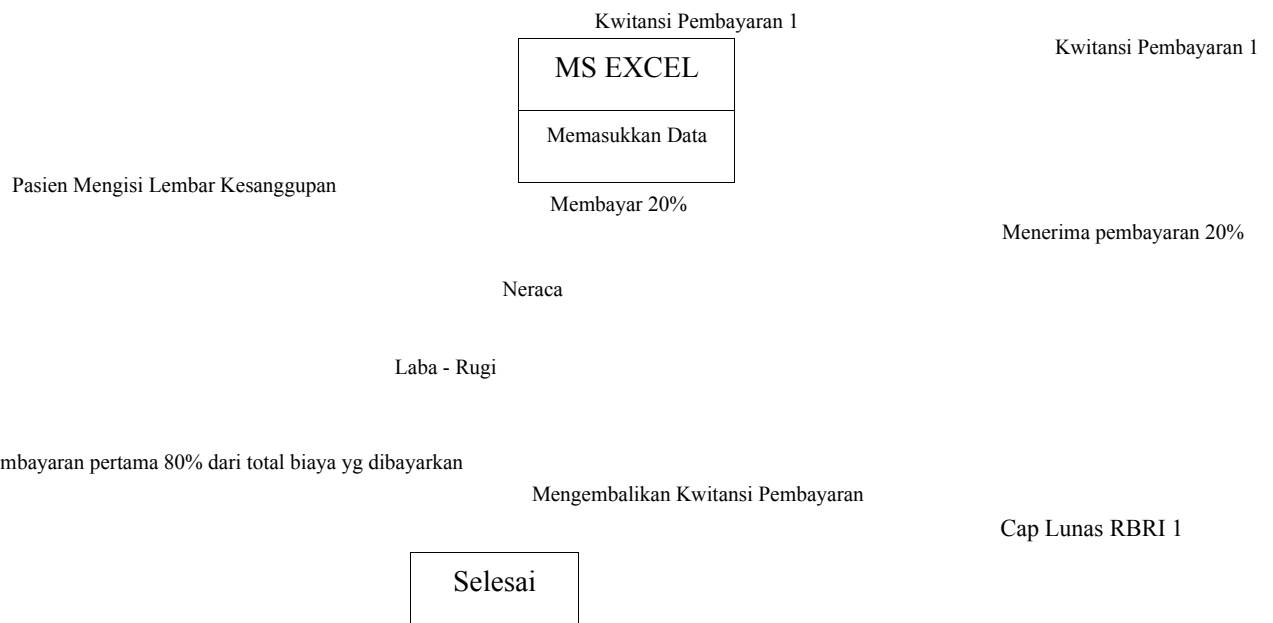 Kwitansi Pembayaran 1
Kwitansi Pembayaran 1
MS EXCEL
Memasukkan Data
Pasien Mengisi Lembar Kesanggupan
Membayar 20%
Menerima pembayaran 20%
Neraca
Laba - Rugi
mbayaran pertama 80% dari total biaya yg dibayarkan
Mengembalikan Kwitansi Pembayaran
Cap Lunas RBRI 1
Selesai